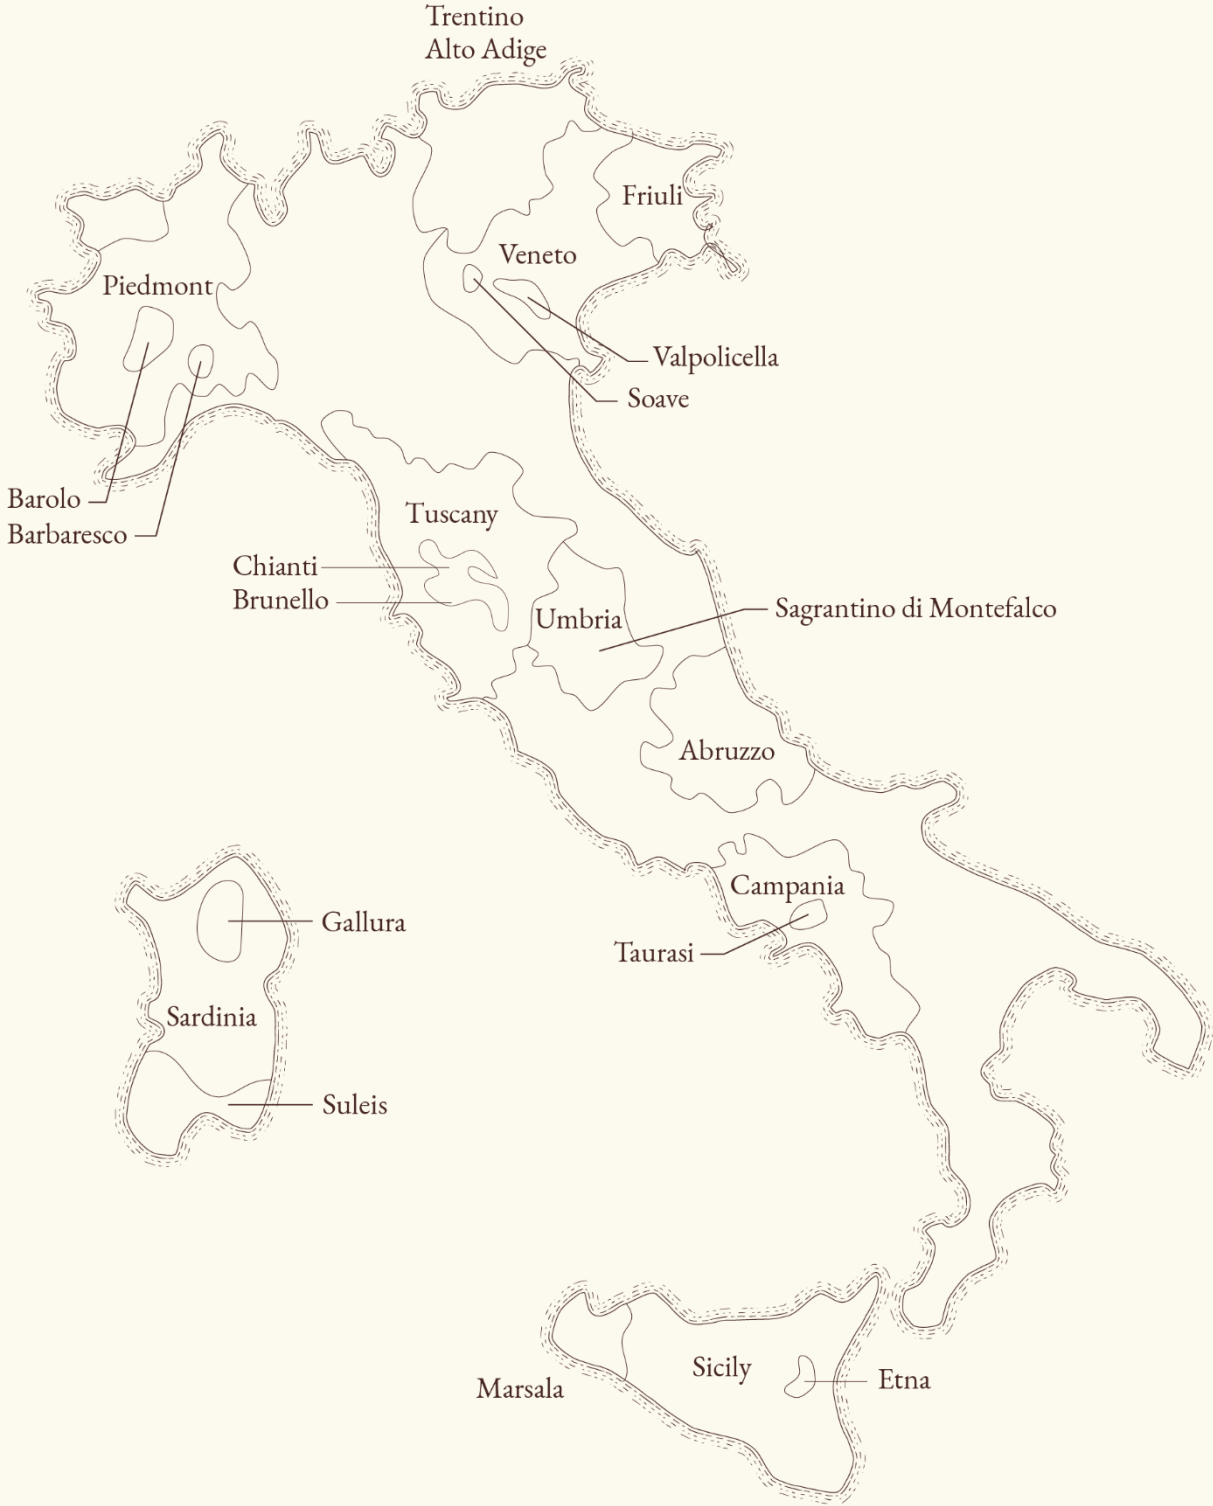 Trentino
Alto Adige
Friuli
Veneto
Piedmont
Valpolicella
Soave
Barolo
Barbaresco
Tuscany
Chianti
Brunello
Umbria
Sagrantino di Montefalco
Abruzzo
Campania
Taurasi
Gallura
Sardinia
Suleis
Sicily
Etna
Marsala